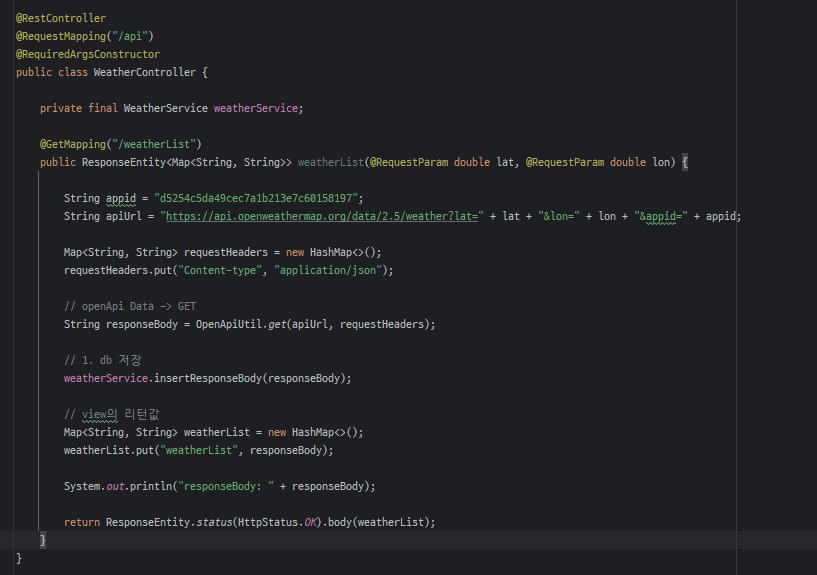 @RestController
@RequestMapping("/api")
@RequiredArgsConstructor
public class WeatherController {
private final WeatherService weatherService;
@GetMapping("/weatherList")
public ResponseEntity<Map<String, String>> weatherList(@RequestParam double lat, @RequestParam double lon) {
String appid = "d5254c5da49cec7a1b213e7c60158197";
String apiUrl = "https://api.openweathermap.org/data/2.5/weather?lat=" + lat + "&lon=" + lon + "&appid=" + appid;
Map<String, String> requestHeaders = new HashMap<>();
requestHeaders.put("Content-type", "application/json");
// openApi Data -> GET
String responseBody = OpenApiUtil.get(apiUrl, requestHeaders);
// 1. db 저장
weatherService.insertResponseBody(responseBody);
// view의 리턴값
Map<String, String> weatherList = new HashMap<>();
weatherList.put("weatherList", responseBody);
System.out.println("responseBody: " + responseBody);
return ResponseEntity.status(HttpStatus.OK).body(weatherList);
}
}